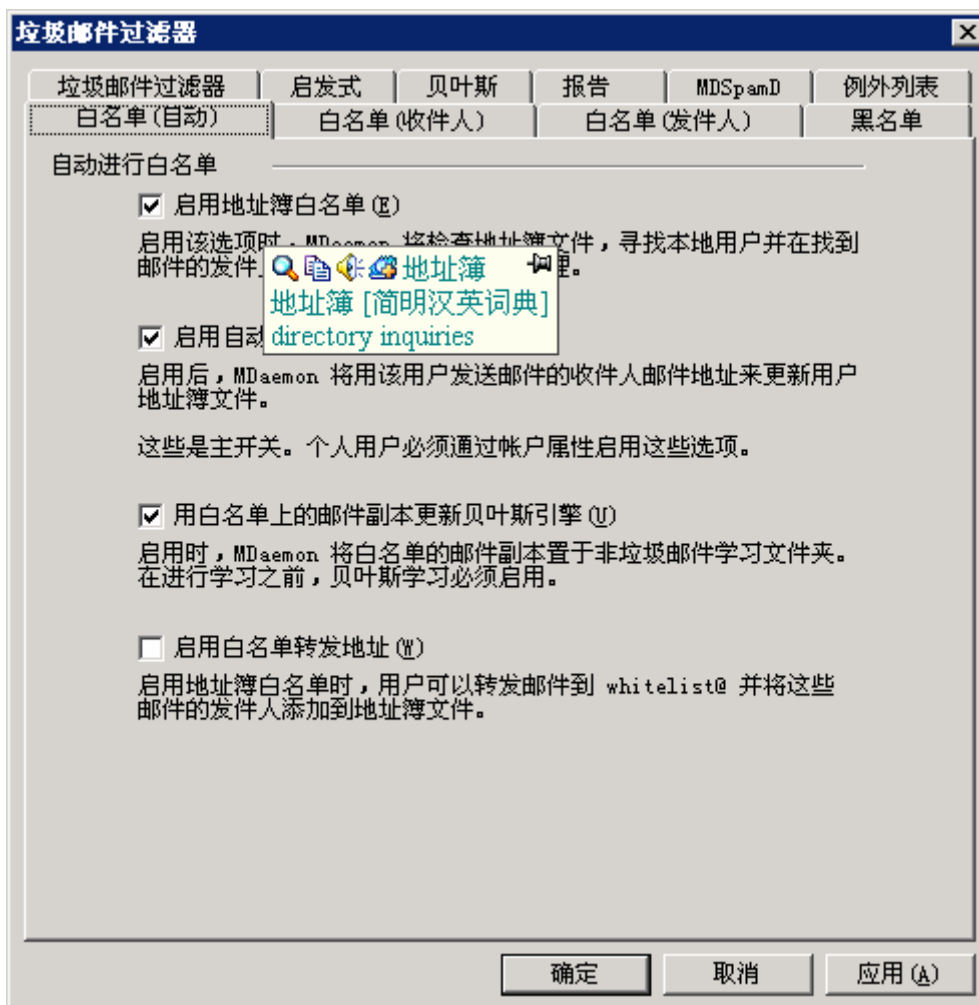 垃圾邮件过滤器
垃圾邮件过滤器 启发式 贝叶斯 报告 MDSpamD 例外列表
白名单(自动) 白名单(收件人) 白名单(发件人) 黑名单
自动进行白名单
启用地址簿白名单(E)
启用该选项时，MDaemon 将检查地址簿文件，寻找本地用户并在找到
邮件的发件
地址簿
地址簿 [简明汉英词典]
directory inquiries
启用自动
启用后，MDaemon 将用该用户发送邮件的收件人邮件地址来更新用户
地址簿文件。
这些是主开关。个人用户必须通过帐户属性启用这些选项。
用白名单上的邮件副本更新贝叶斯引擎(U)
启用时，MDaemon 将白名单的邮件副本置于非垃圾邮件学习文件夹。
在进行学习之前，贝叶斯学习必须启用。
启用白名单转发地址(W)
启用地址簿白名单时，用户可以转发邮件到 whitelist@ 并将这些
邮件的发件人添加到地址簿文件。
确定 取消 应用(A)